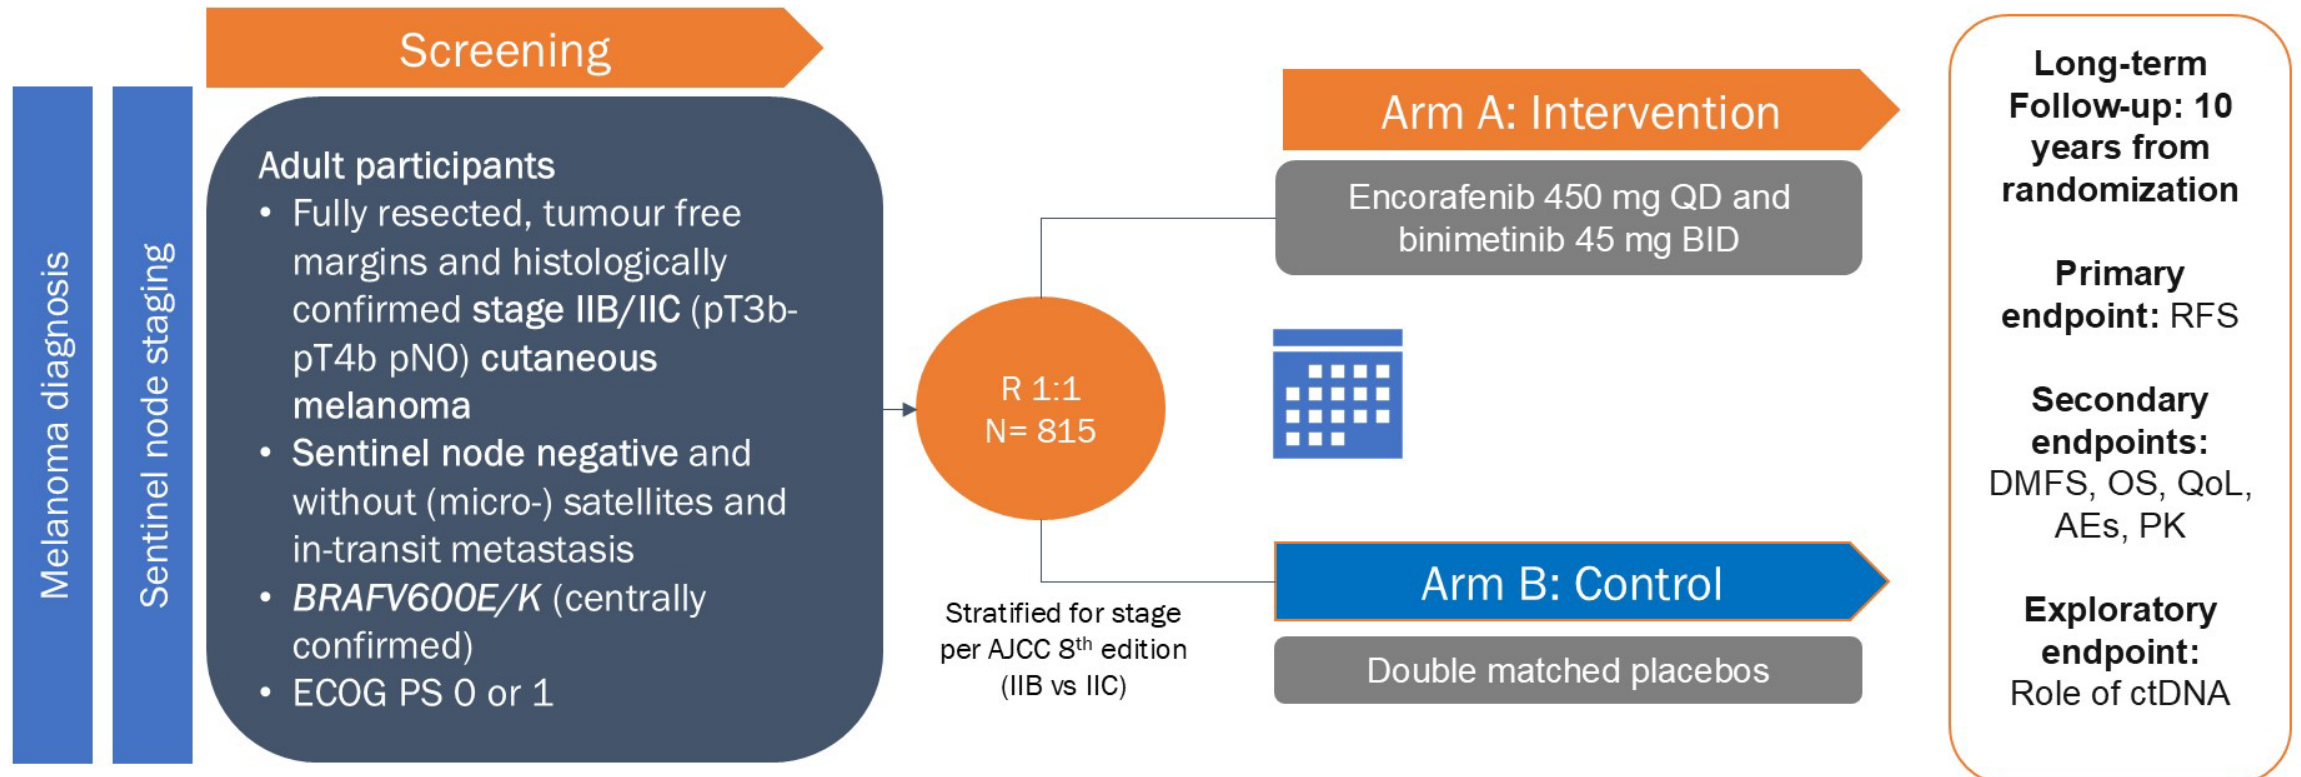 Melanoma diagnosis
Sentinel node staging
Screening
Adult participants
• Fully resected, tumour free
margins and histologically
confirmed stage IIB/IIC (pT3b-
pT4b pN0) cutaneous
melanoma
• Sentinel node negative and
without (micro-) satellites and
in-transit metastasis
• BRAFV600E/K (centrally
confirmed)
• ECOG PS 0 or 1
R 1:1
N= 815
Stratified for stage
per AJCC 8th edition
(IIB vs IIC)
Arm A: Intervention
Encorafenib 450 mg QD and
binimetinib 45 mg BID
Arm B: Control
Double matched placebos
Long-term
Follow-up: 10
years from
randomization
Primary
endpoint: RFS
Secondary
endpoints:
DMFS, OS, QoL,
AEs, PK
Exploratory
endpoint:
Role of ctDNA